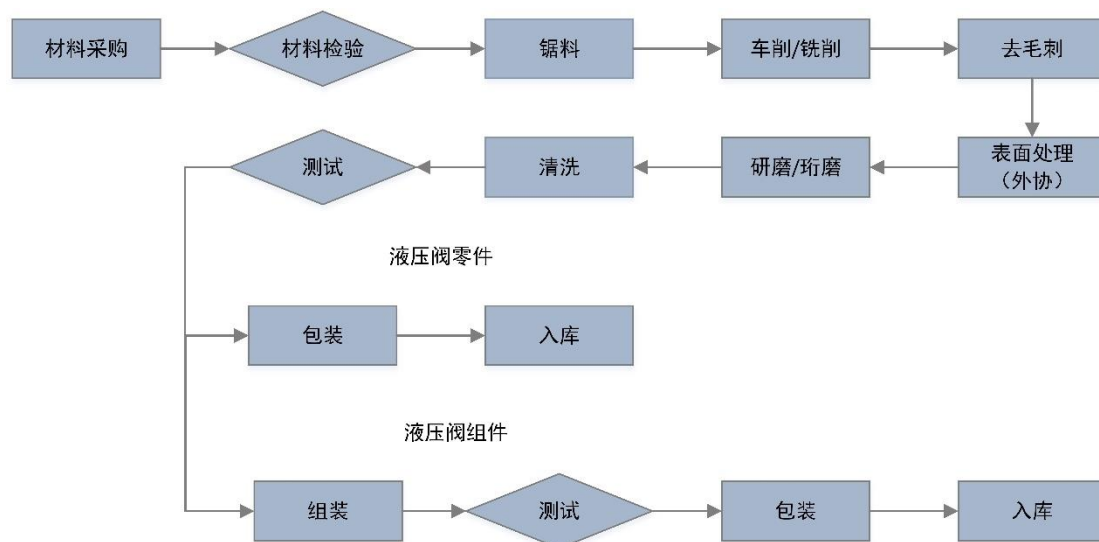 材料采购
材料检验
锯料
车削/铣削
去毛刺
测试
清洗
研磨/珩磨
表面处理
（外协）
液压阀零件
包装
入库
液压阀组件
组装
测试
包装
入库